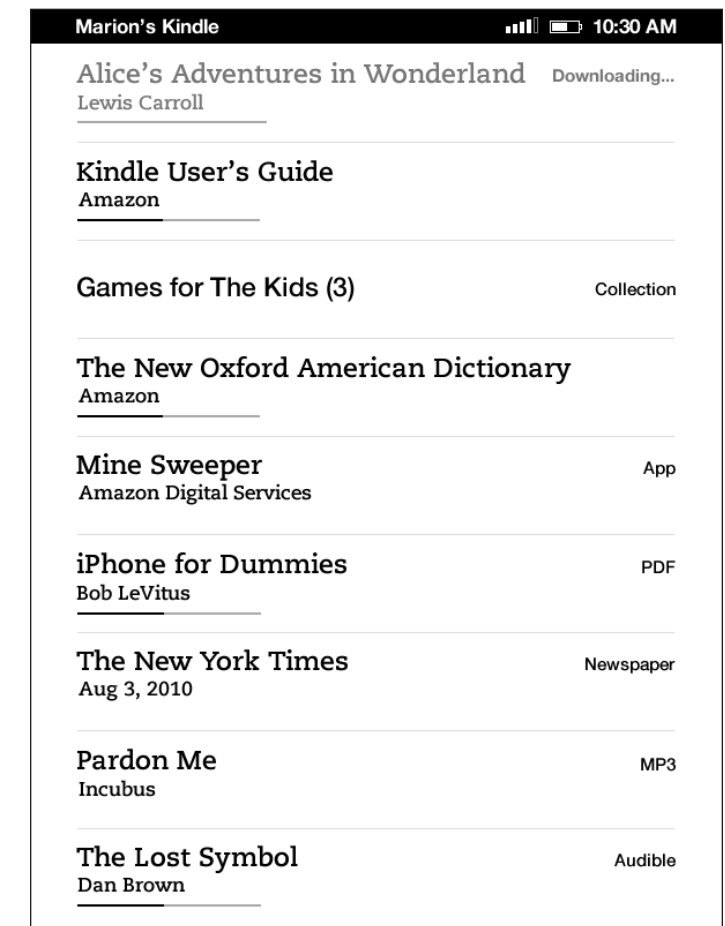 Marion's Kindle 10:30 AM
Alice's Adventures in Wonderland Downloading...
Lewis Carroll
Kindle User's Guide
Amazon
Games for The Kids (3) Collection
The New Oxford American Dictionary
Amazon
Mine Sweeper App
Amazon Digital Services
iPhone for Dummies PDF
Bob LeVitus
The New York Times Newspaper
Aug 3, 2010
Pardon Me MP3
Incubus
The Lost Symbol Audible
Dan Brown